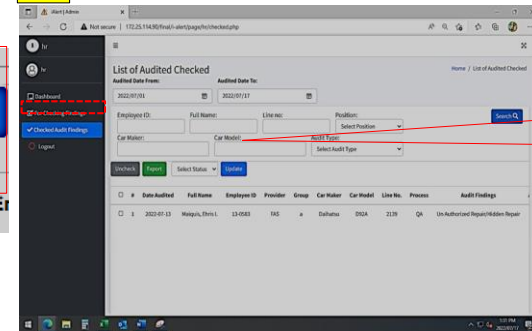 iAlert | Admin
Not secure | 172.25.114.90/final/i-alert/page/hr/checked.php
hr
hr
Dashboard
For Checking Findings
Checked Audit Findings
Logout
List of Audited Checked
Home / List of Audited Checked
Audited Date From: Audited Date To:
2022/07/01 2022/07/17
Employee ID: Full Name: Line no: Position:
Select Position Search
Car Maker: Car Model: Audit Type:
Select Audit Type
Uncheck Export Select Status Update
# Date Audited Full Name Employee ID Provider Group Car Maker Car Model Line No. Process Audit Findings
1 2022-07-13 13-0583 FAS a Daihatsu D92A 2139 QA Un Authorized Repair/Hidden Repair